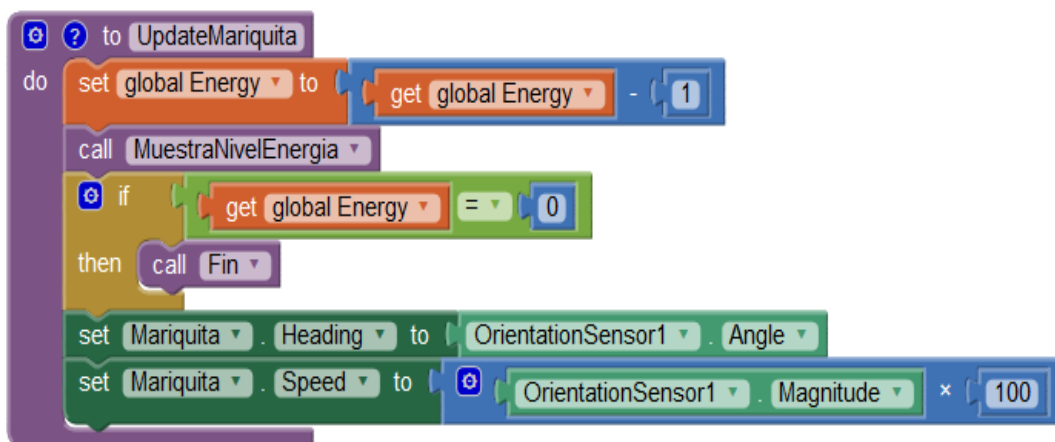 to UpdateMariquita
do set global Energy to get global Energy - 1
call MuestraNivelEnergia
if get global Energy = 0
then call Fin
set Mariquita . Heading to OrientationSensor1 . Angle
set Mariquita . Speed to OrientationSensor1 . Magnitude × 100